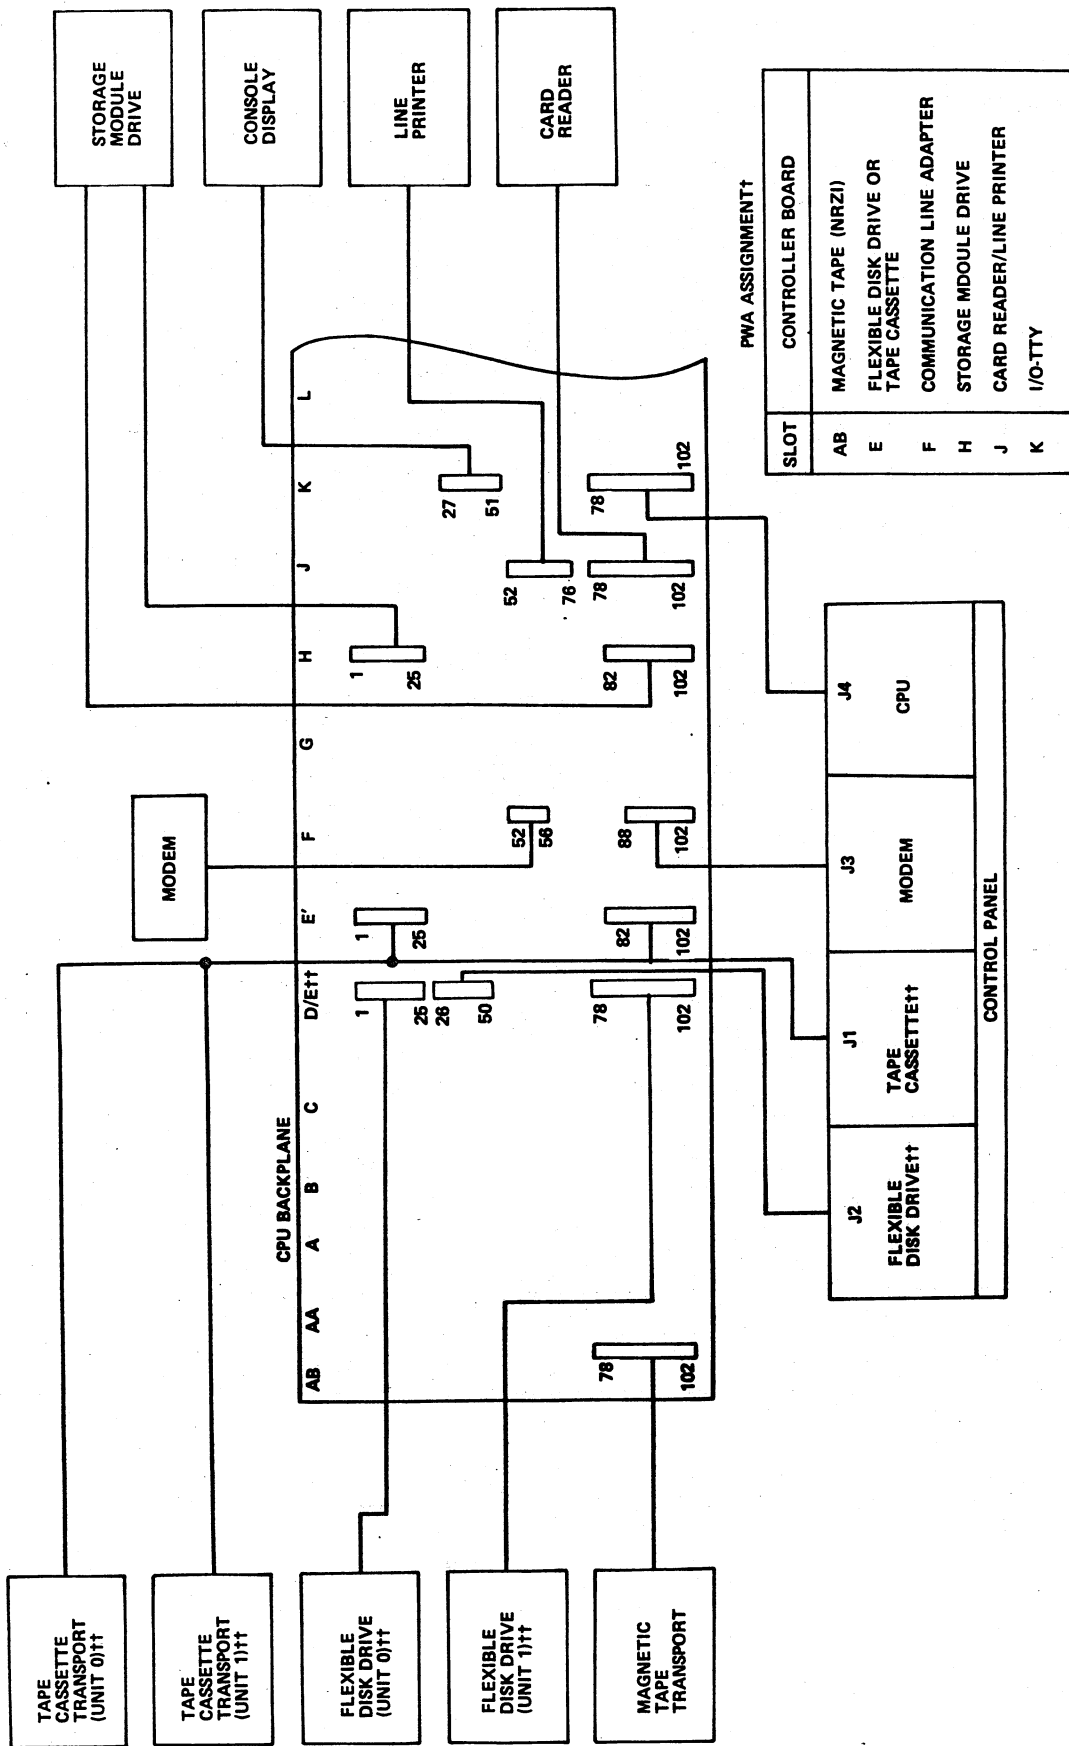 TAPE
CASSETTE
TRANSPORT
(UNIT 0)††
TAPE
CASSETTE
TRANSPORT
(UNIT 1)††
FLEXIBLE
DISK DRIVE
(UNIT 0)††
FLEXIBLE
DISK DRIVE
(UNIT 1)††
MAGNETIC
TAPE
TRANSPORT
MODEM
STORAGE
MODULE
DRIVE
CONSOLE
DISPLAY
LINE
PRINTER
CARD
READER
CPU BACKPLANE
AB
AA
A
B
C
D/E††
E'
F
G
H
J
K
L
78
102
1
25
26
50
78
102
1
25
82
102
52
56
88
102
1
25
82
102
52
76
78
102
27
51
78
102
J2
FLEXIBLE
DISK DRIVE††
J1
TAPE
CASSETTE††
J3
MODEM
J4
CPU
CONTROL PANEL
PWA ASSIGNMENT†
SLOT CONTROLLER BOARD
AB MAGNETIC TAPE (NRZI)
E FLEXIBLE DISK DRIVE OR
TAPE CASSETTE
F COMMUNICATION LINE ADAPTER
H STORAGE MDOULE DRIVE
J CARD READER/LINE PRINTER
K I/O-TTY